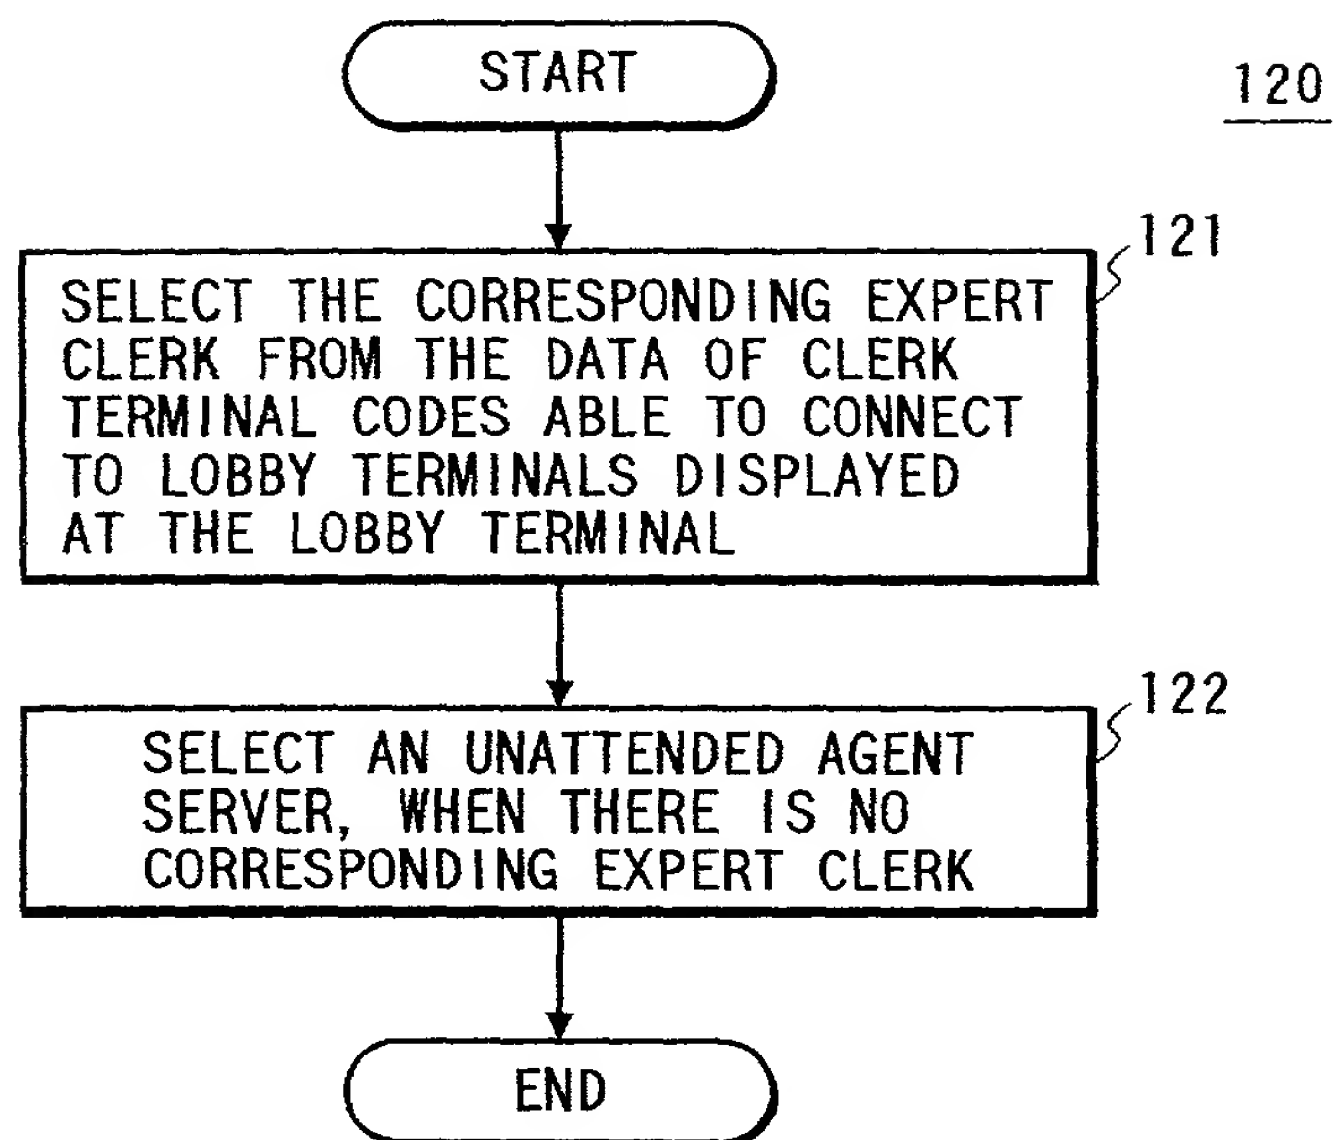 START
120
121
SELECT THE CORRESPONDING EXPERT
CLERK FROM THE DATA OF CLERK
TERMINAL CODES ABLE TO CONNECT
TO LOBBY TERMINALS DISPLAYED
AT THE LOBBY TERMINAL
122
SELECT AN UNATTENDED AGENT
SERVER, WHEN THERE IS NO
CORRESPONDING EXPERT CLERK
END